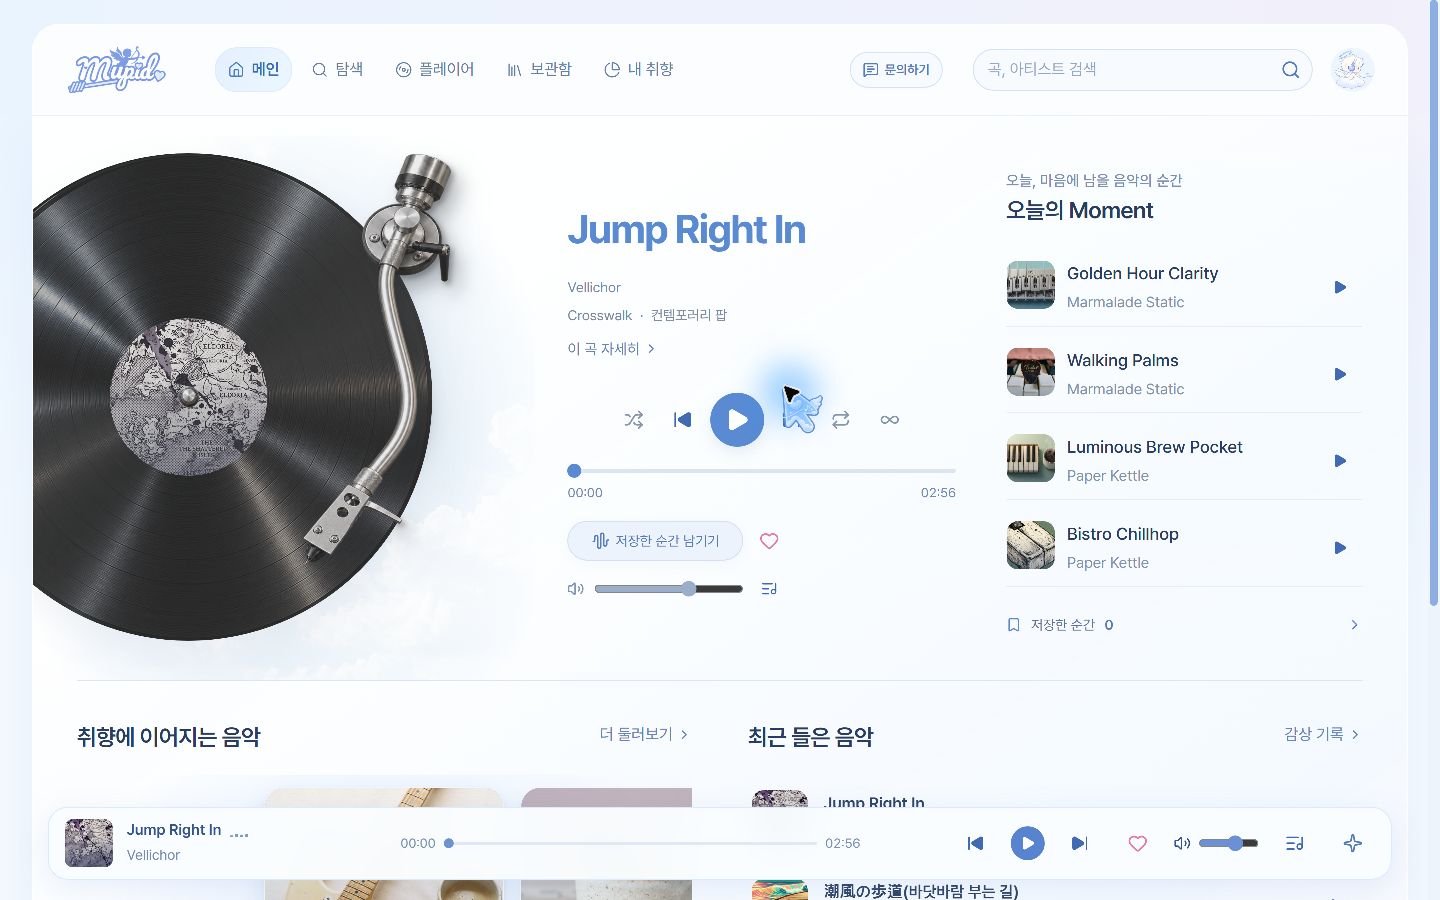 Mupid
메인
탐색
플레이어
보관함
내 취향
문의하기
곡, 아티스트 검색
Jump Right In
Vellichor
Crosswalk · 컨템포러리 팝
이 곡 자세히
00:00
02:56
저장한 순간 남기기
오늘, 마음에 남을 음악의 순간
오늘의 Moment
Golden Hour Clarity
Marmalade Static
Walking Palms
Marmalade Static
Luminous Brew Pocket
Paper Kettle
Bistro Chillhop
Paper Kettle
저장한 순간 0
취향에 이어지는 음악
더 둘러보기
최근 들은 음악
감상 기록
Jump Right In
Jump Right In
Vellichor
00:00
02:56
潮風の歩道(바닷바람 부는 길)